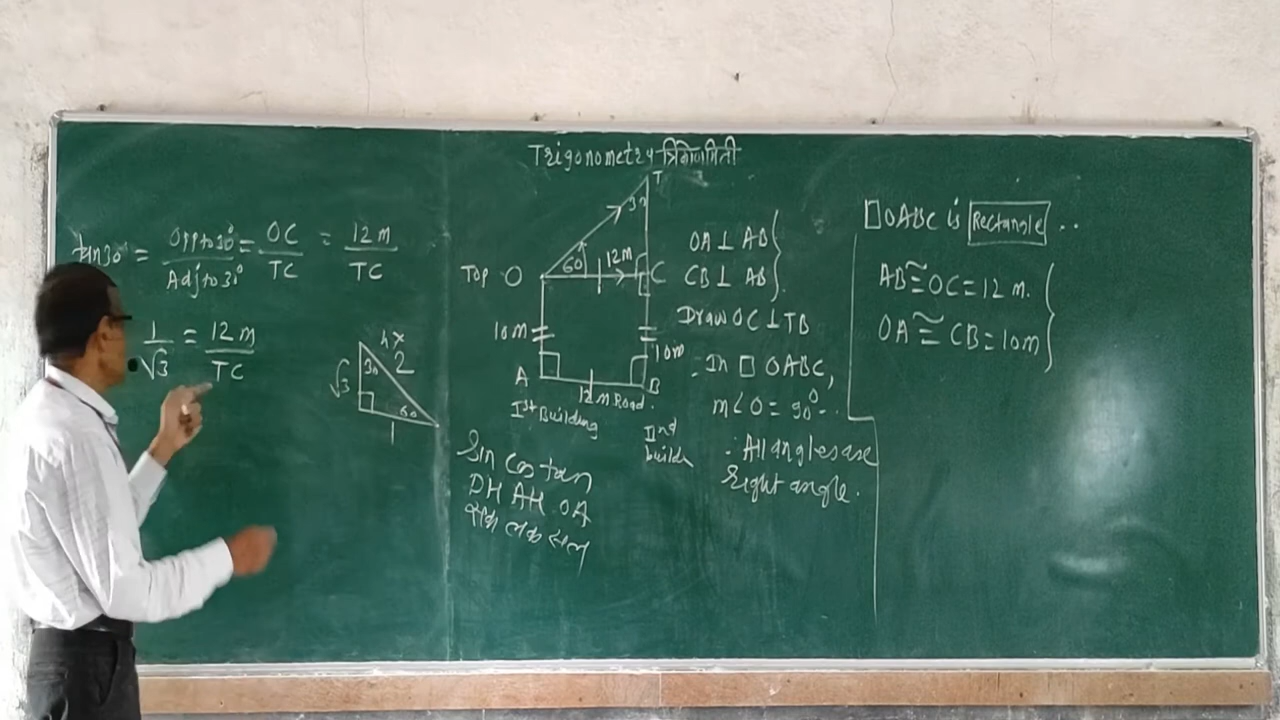 Trigonometry त्रिकोणमिती
tan30° = Opp to 30° / Adj to 30° = OC / TC = 12 m / TC
1 / √3 = 12 m / TC
2
√3
30
60
1
T
30
60
12M
Top O
C
10M
10m
A
B
12 M Road.
Ist Building
IInd
build
Sin Cos tan
OH AH OA
OA ⊥ AB
CB ⊥ AB
Draw OC ⊥ TB
∴ In □ OABC,
m∠O = 90° ..
∴ All angles are
right angle.
□OABC is Rectangle ..
AB ≅ OC = 12 m.
OA ≅ CB = 10m